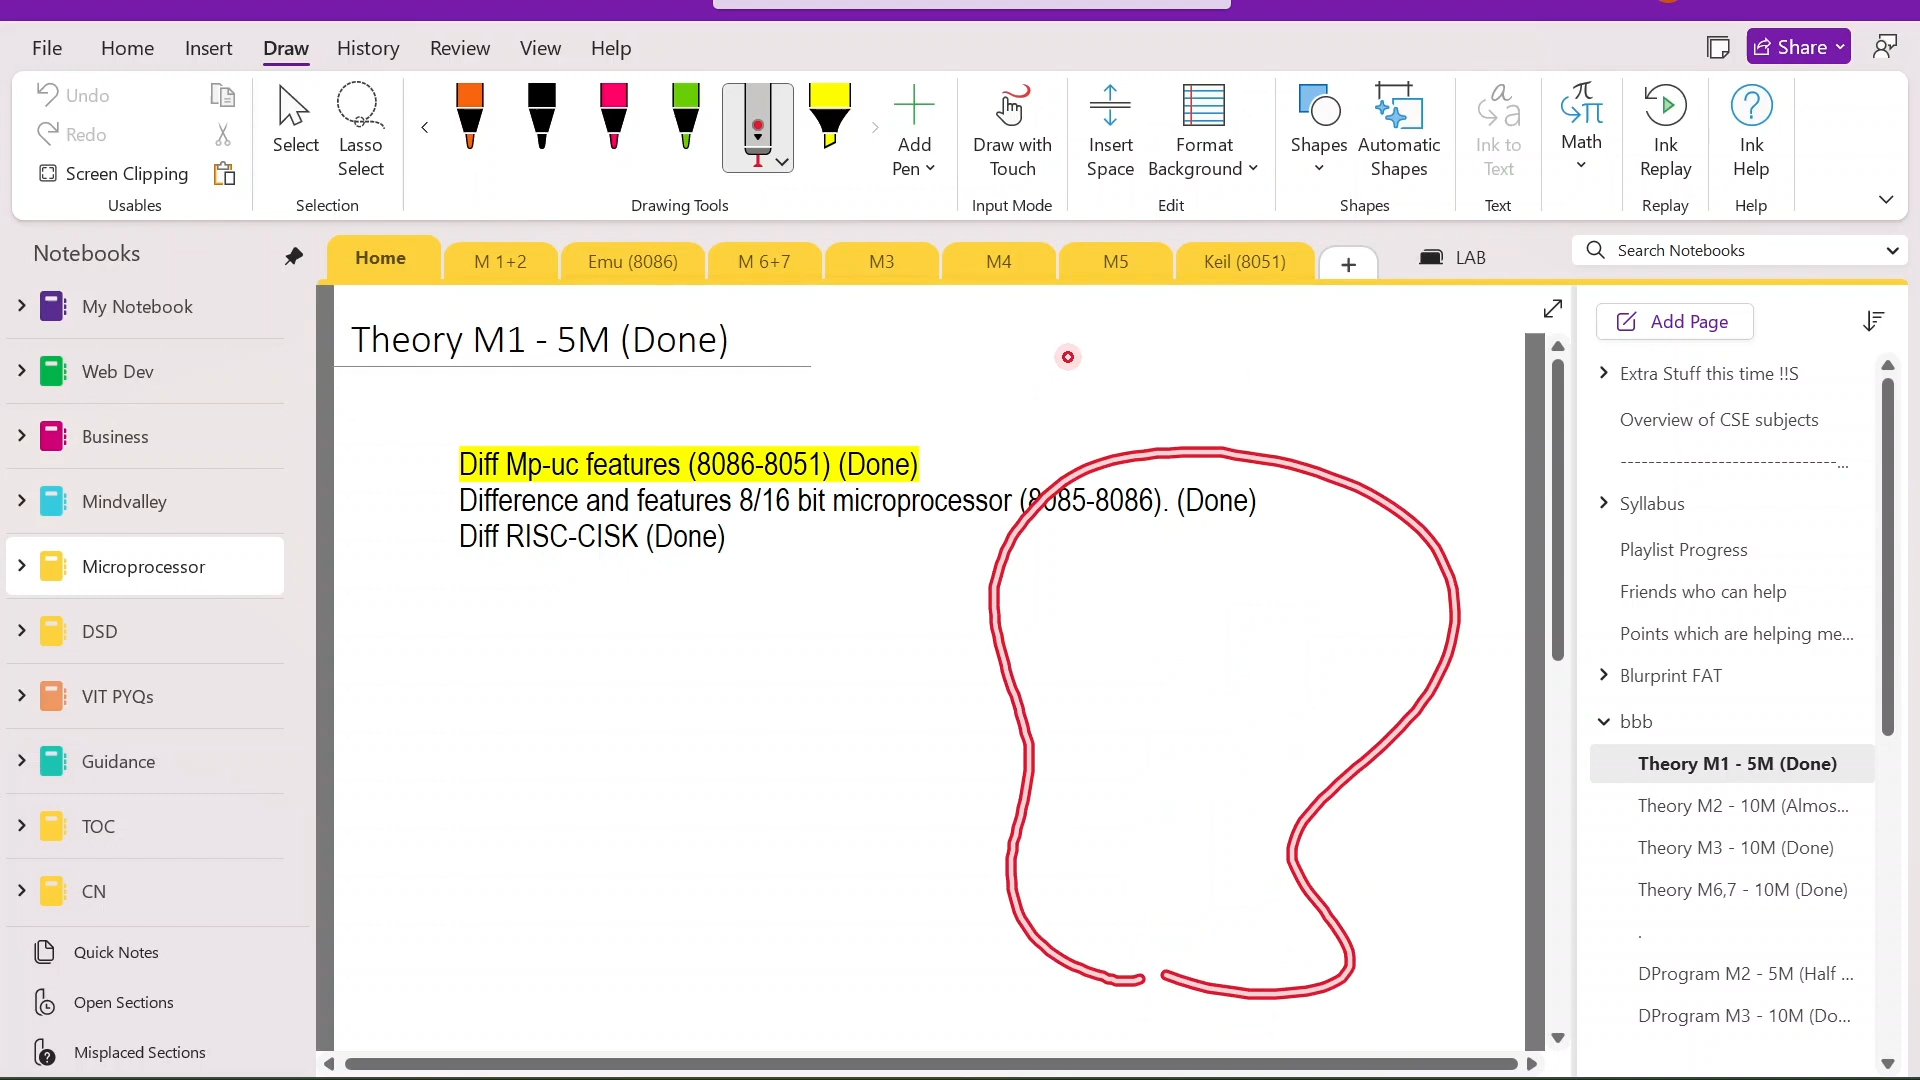 File Home Insert Draw History Review View Help
Share
Undo
Redo
Screen Clipping
Usables
Select
Lasso Select
Selection
Drawing Tools
Add Pen
Draw with Touch
Input Mode
Insert Space
Format Background
Edit
Shapes
Automatic Shapes
Shapes
Ink to Text
Text
Math
Ink Replay
Replay
Ink Help
Help
Notebooks
My Notebook
Web Dev
Business
Mindvalley
Microprocessor
DSD
VIT PYQs
Guidance
TOC
CN
Quick Notes
Open Sections
Misplaced Sections
Home M 1+2 Emu (8086) M 6+7 M3 M4 M5 Keil (8051) + LAB
Search Notebooks
Theory M1 - 5M (Done)
Diff Mp-uc features (8086-8051) (Done)
Difference and features 8/16 bit microprocessor (8085-8086). (Done)
Diff RISC-CISK (Done)
Add Page
Extra Stuff this time !!S
Overview of CSE subjects
--------------------------------...
Syllabus
Playlist Progress
Friends who can help
Points which are helping me...
Blurprint FAT
bbb
Theory M1 - 5M (Done)
Theory M2 - 10M (Almos...
Theory M3 - 10M (Done)
Theory M6,7 - 10M (Done)
.
DProgram M2 - 5M (Half ...
DProgram M3 - 10M (Do...